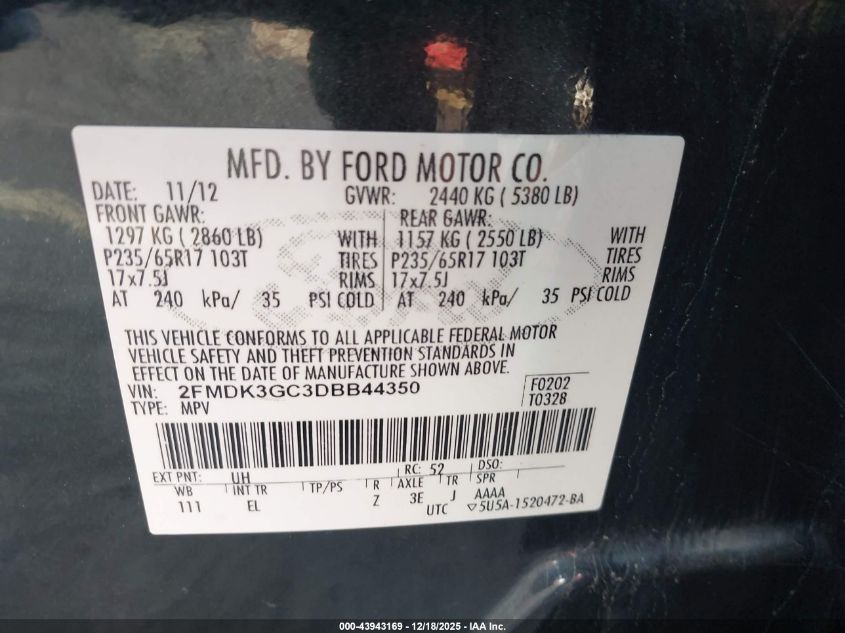 MFD. BY FORD MOTOR CO.
DATE: 11/12 GVWR: 2440 KG ( 5380 LB)
FRONT GAWR: REAR GAWR:
1297 KG ( 2860 LB) WITH 1157 KG ( 2550 LB) WITH
P235/65R17 103T TIRES P235/65R17 103T TIRES
17x7.5J RIMS 17x7.5J RIMS
AT 240 kPa/ 35 PSI COLD AT 240 kPa/ 35 PSI COLD
THIS VEHICLE CONFORMS TO ALL APPLICABLE FEDERAL MOTOR
VEHICLE SAFETY AND THEFT PREVENTION STANDARDS IN
EFFECT ON THE DATE OF MANUFACTURE SHOWN ABOVE.
VIN: 2FMDK3GC3DBB44350 F0202
TYPE: MPV T0328
EXT PNT: UH RC: 52 DSO:
WB INT TR TP/PS R AXLE TR SPR
111 EL Z 3E J AAAA
UTC ▽5U5A-1520472-BA
000-43943169 - 12/18/2025 - IAA Inc.